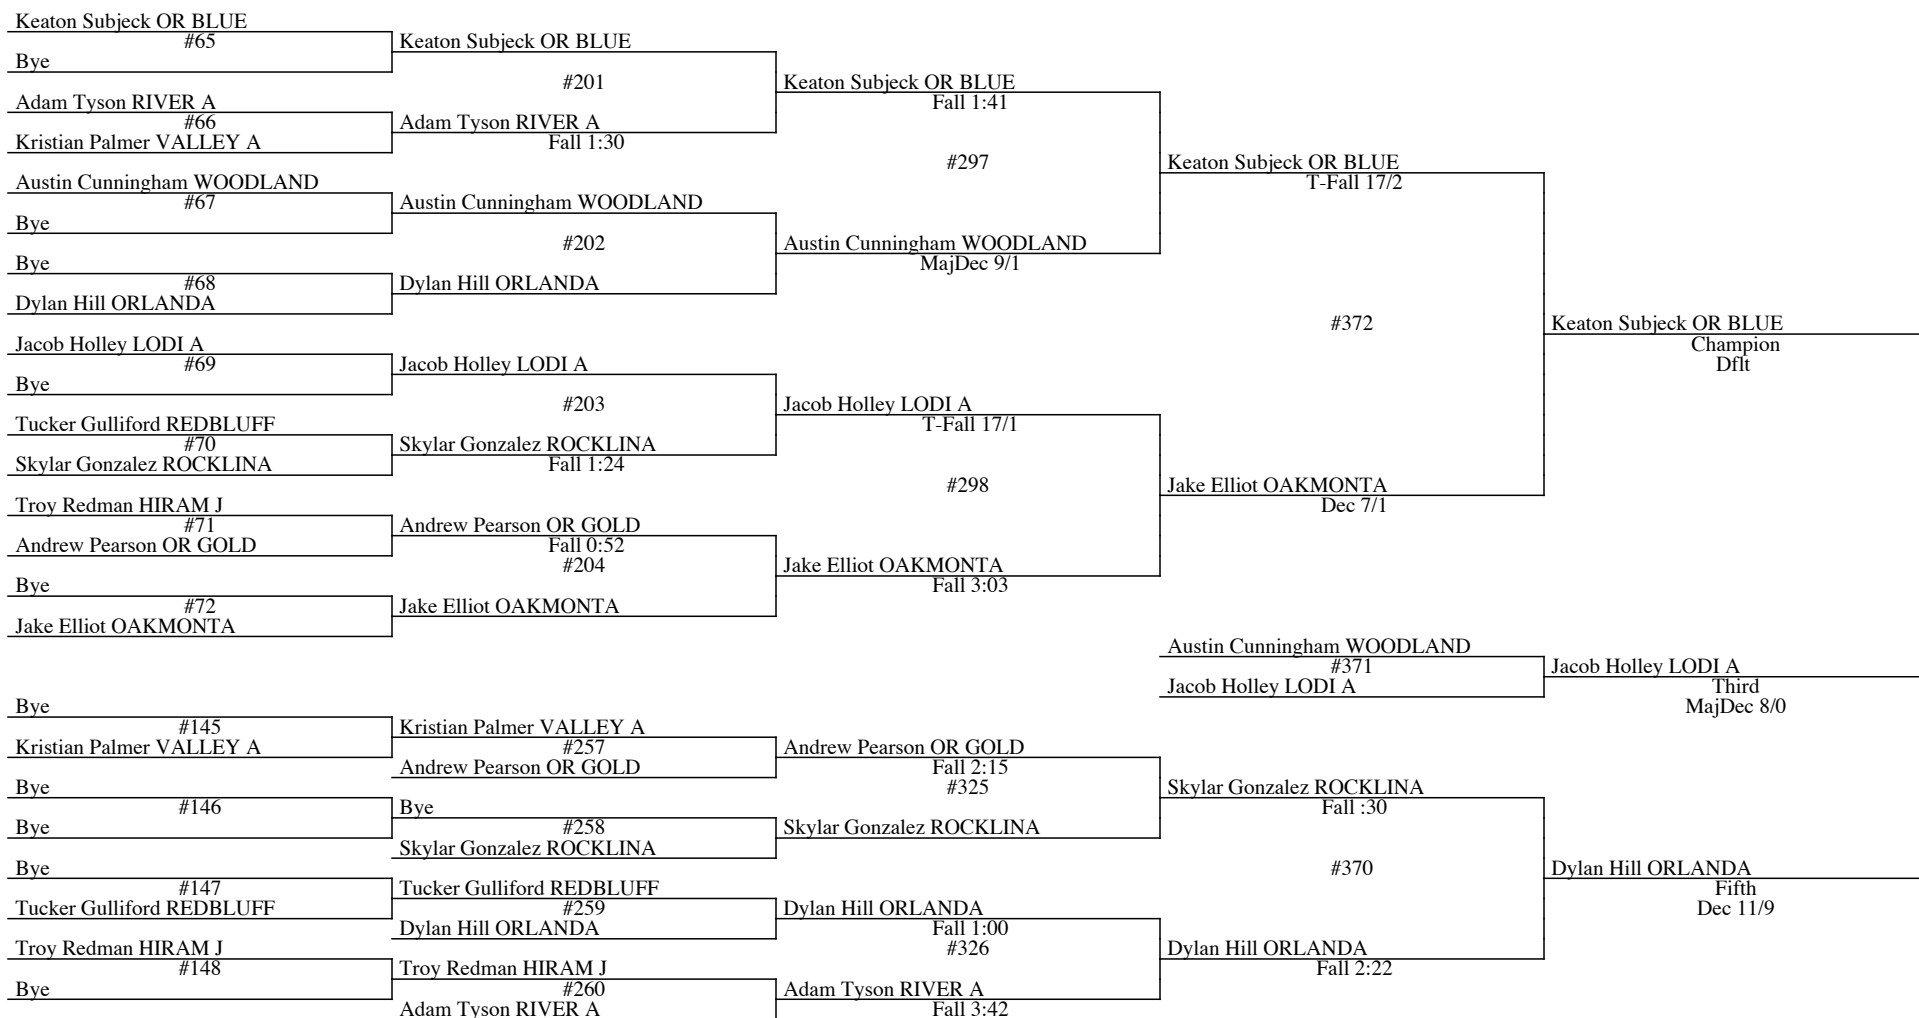 Keaton Subjeck OR BLUE
#65
Bye
Adam Tyson RIVER A
#66
Kristian Palmer VALLEY A
Austin Cunningham WOODLAND
#67
Bye
Bye
#68
Dylan Hill ORLANDA
Jacob Holley LODI A
#69
Bye
Tucker Gulliford REDBLUFF
#70
Skylar Gonzalez ROCKLINA
Troy Redman HIRAM J
#71
Andrew Pearson OR GOLD
Bye
#72
Jake Elliot OAKMONTA
Keaton Subjeck OR BLUE
#201
Adam Tyson RIVER A
Fall 1:30
Austin Cunningham WOODLAND
#202
Dylan Hill ORLANDA
Jacob Holley LODI A
#203
Skylar Gonzalez ROCKLINA
Fall 1:24
Andrew Pearson OR GOLD
Fall 0:52
#204
Jake Elliot OAKMONTA
Keaton Subjeck OR BLUE
Fall 1:41
#297
Austin Cunningham WOODLAND
MajDec 9/1
Jacob Holley LODI A
T-Fall 17/1
#298
Jake Elliot OAKMONTA
Fall 3:03
Keaton Subjeck OR BLUE
T-Fall 17/2
#372
Jake Elliot OAKMONTA
Dec 7/1
Keaton Subjeck OR BLUE
Champion
Dflt
Austin Cunningham WOODLAND
#371
Jacob Holley LODI A
Jacob Holley LODI A
Third
MajDec 8/0
Bye
#145
Kristian Palmer VALLEY A
Bye
#146
Bye
Bye
#147
Tucker Gulliford REDBLUFF
Troy Redman HIRAM J
#148
Bye
Kristian Palmer VALLEY A
#257
Andrew Pearson OR GOLD
Bye
#258
Skylar Gonzalez ROCKLINA
Tucker Gulliford REDBLUFF
#259
Dylan Hill ORLANDA
Troy Redman HIRAM J
#260
Adam Tyson RIVER A
Andrew Pearson OR GOLD
Fall 2:15
#325
Skylar Gonzalez ROCKLINA
Dylan Hill ORLANDA
Fall 1:00
#326
Adam Tyson RIVER A
Fall 3:42
Skylar Gonzalez ROCKLINA
Fall :30
#370
Dylan Hill ORLANDA
Fall 2:22
Dylan Hill ORLANDA
Fifth
Dec 11/9